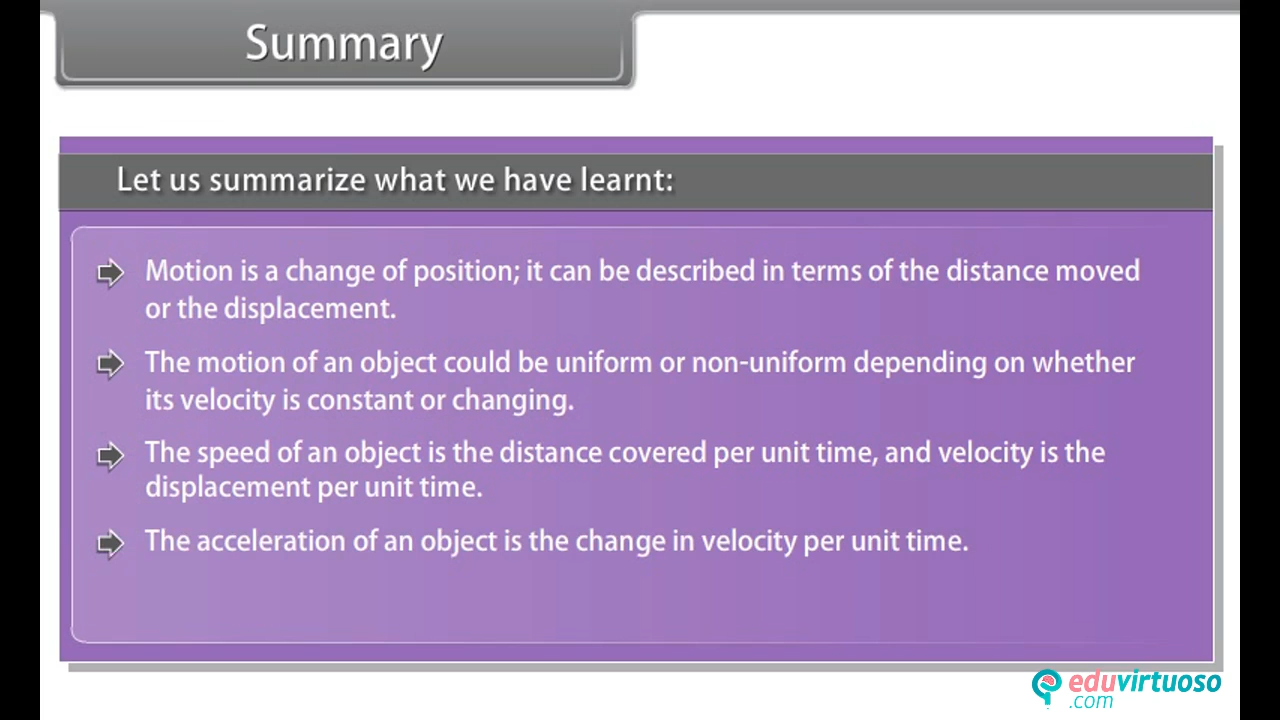 Summary
Let us summarize what we have learnt:
Motion is a change of position; it can be described in terms of the distance moved
or the displacement.
The motion of an object could be uniform or non-uniform depending on whether
its velocity is constant or changing.
The speed of an object is the distance covered per unit time, and velocity is the
displacement per unit time.
The acceleration of an object is the change in velocity per unit time.
eduvirtuoso
.com